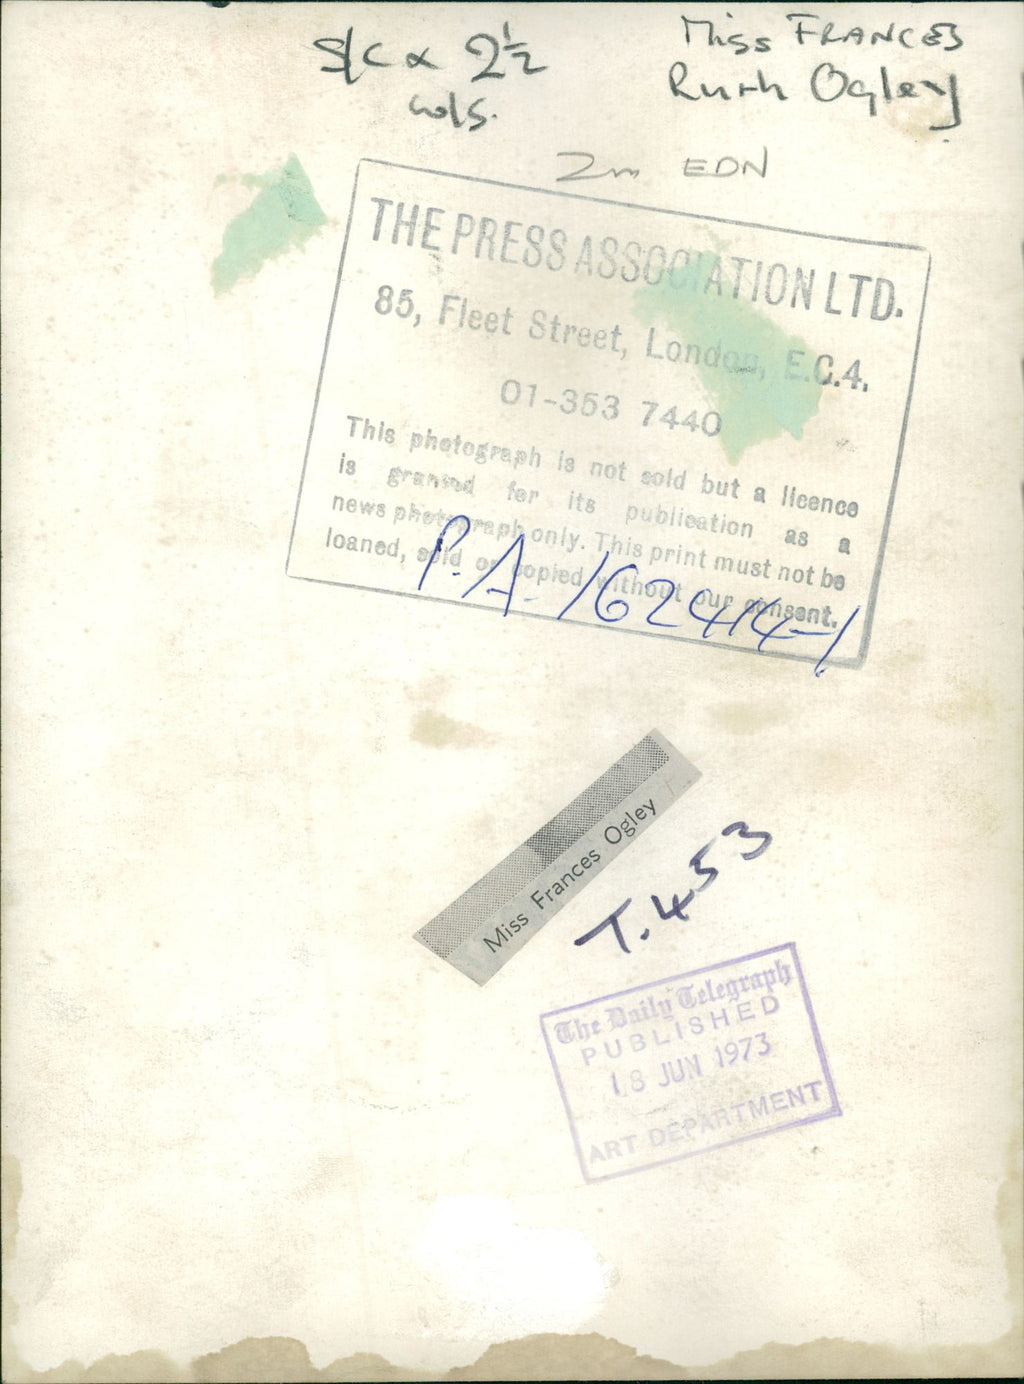 S/C x 2½
cols.
Miss FRANCES
Ruth Ogley
2m EDN
THE PRESS ASSOCIATION LTD.
85, Fleet Street, London, E.C.4.
01-353 7440
This photograph is not sold but a licence
is granted for its publication as a
news photograph only. This print must not be
loaned, sold or copied without our consent.
P.A. 162414-1
Miss Frances Ogley
T.453
The Daily Telegraph
PUBLISHED
18 JUN 1973
ART DEPARTMENT